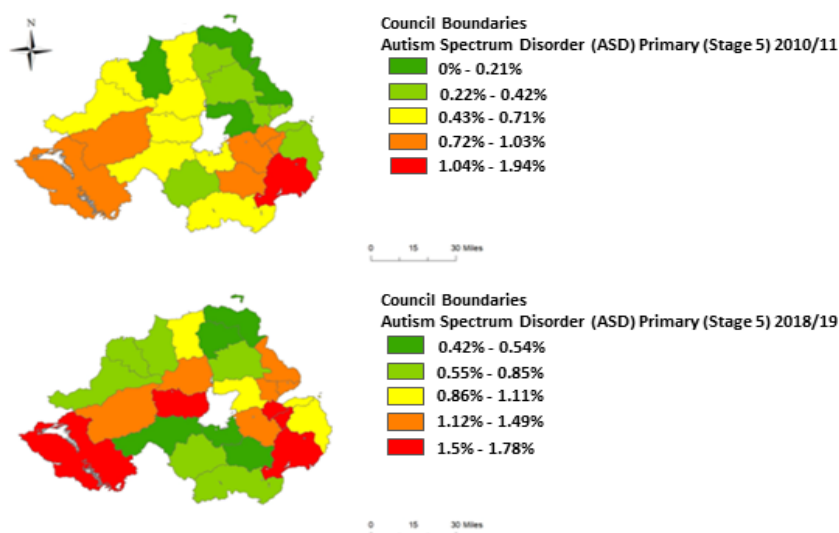 N
Council Boundaries
Autism Spectrum Disorder (ASD) Primary (Stage 5) 2010/11
0% - 0.21%
0.22% - 0.42%
0.43% - 0.71%
0.72% - 1.03%
1.04% - 1.94%
0 15 30 Miles
Council Boundaries
Autism Spectrum Disorder (ASD) Primary (Stage 5) 2018/19
0.42% - 0.54%
0.55% - 0.85%
0.86% - 1.11%
1.12% - 1.49%
1.5% - 1.78%
0 15 30 Miles